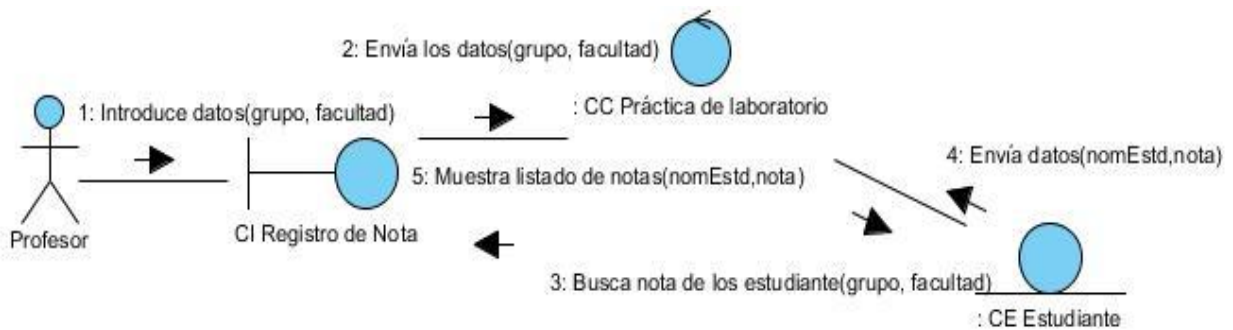 2: Envía los datos(grupo, facultad)
1: Introduce datos(grupo, facultad)
: CC Práctica de laboratorio
4: Envía datos(nomEstd,nota)
5: Muestra listado de notas(nomEstd,nota)
Profesor
CI Registro de Nota
3: Busca nota de los estudiante(grupo, facultad)
: CE Estudiante